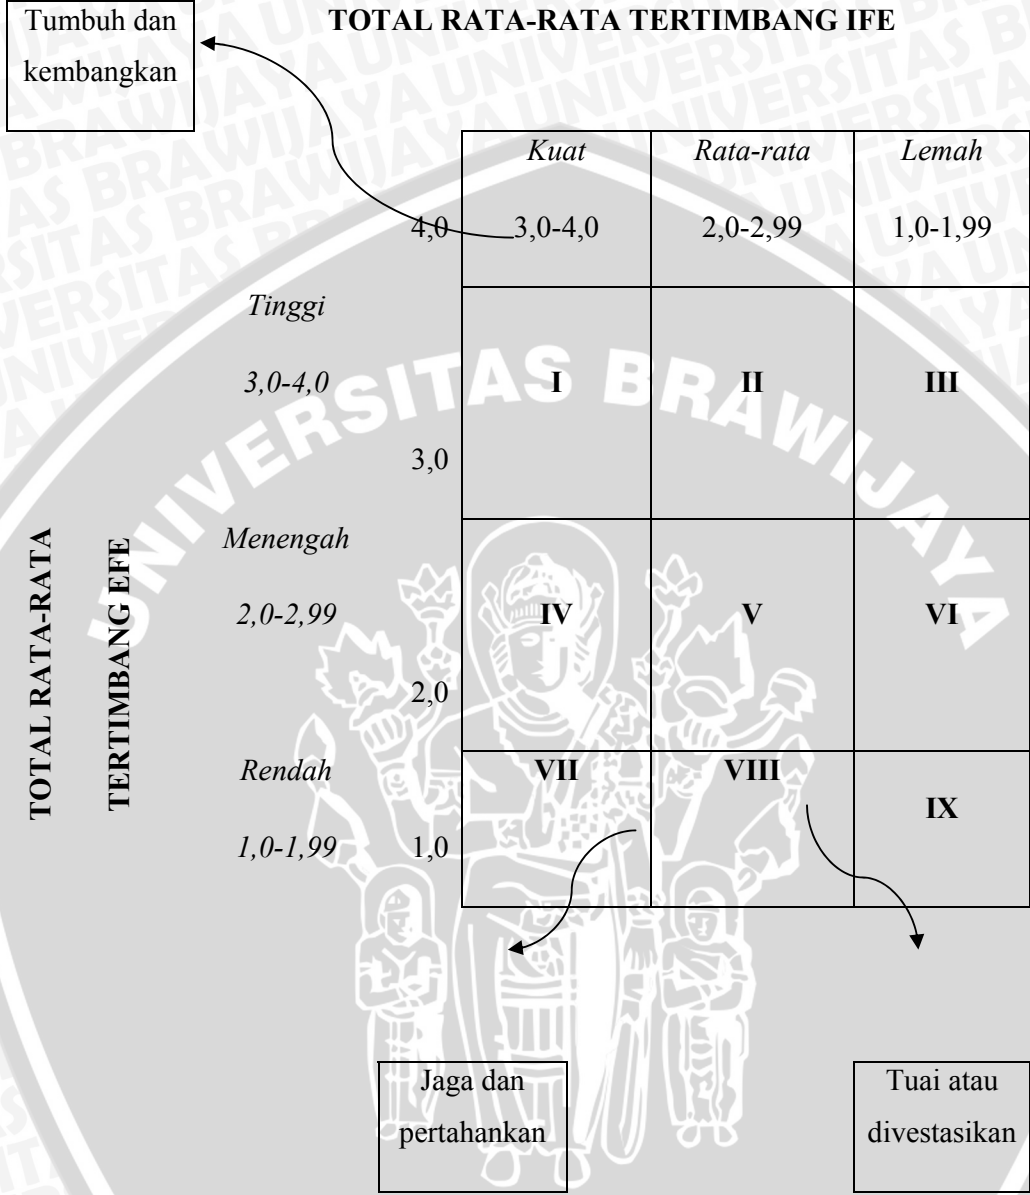 Tumbuh dan
kembangkan
TOTAL RATA-RATA TERTIMBANG IFE
Kuat Rata-rata Lemah
4,0 3,0-4,0 2,0-2,99 1,0-1,99
Tinggi
3,0-4,0 I II III
3,0
TOTAL RATA-RATA
TERTIMBANG EFE
Menengah
2,0-2,99 IV V VI
2,0
Rendah VII VIII
IX
1,0-1,99 1,0
Jaga dan
pertahankan
Tuai atau
divestasikan
UNIVERSITAS BRAWIJAYA